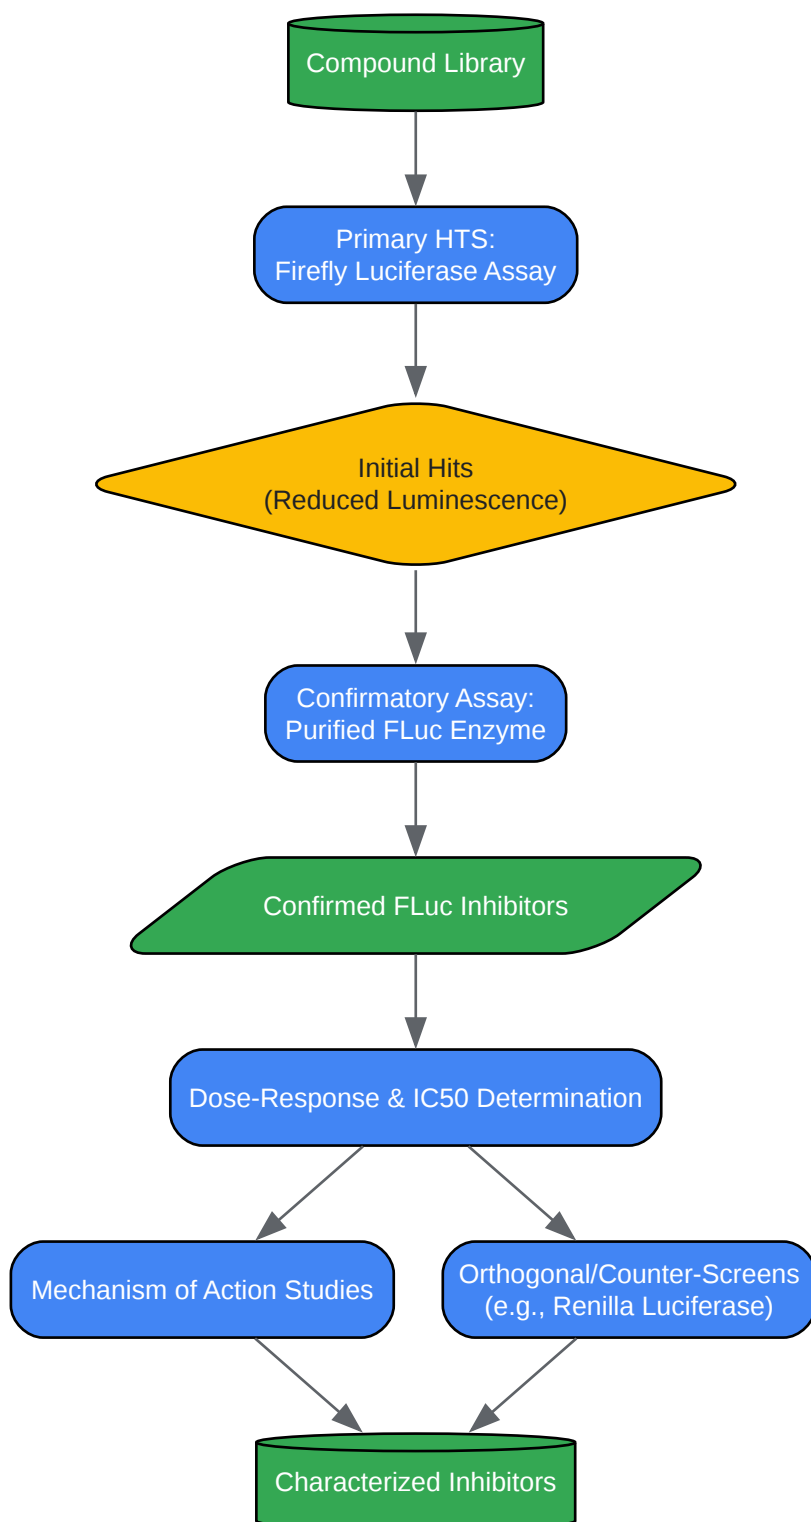 Compound Library
Primary HTS:
Firefly Luciferase Assay
Initial Hits
(Reduced Luminescence)
Confirmatory Assay:
Purified FLuc Enzyme
Confirmed FLuc Inhibitors
Dose-Response & IC50 Determination
Mechanism of Action Studies
Orthogonal/Counter-Screens
(e.g., Renilla Luciferase)
Characterized Inhibitors